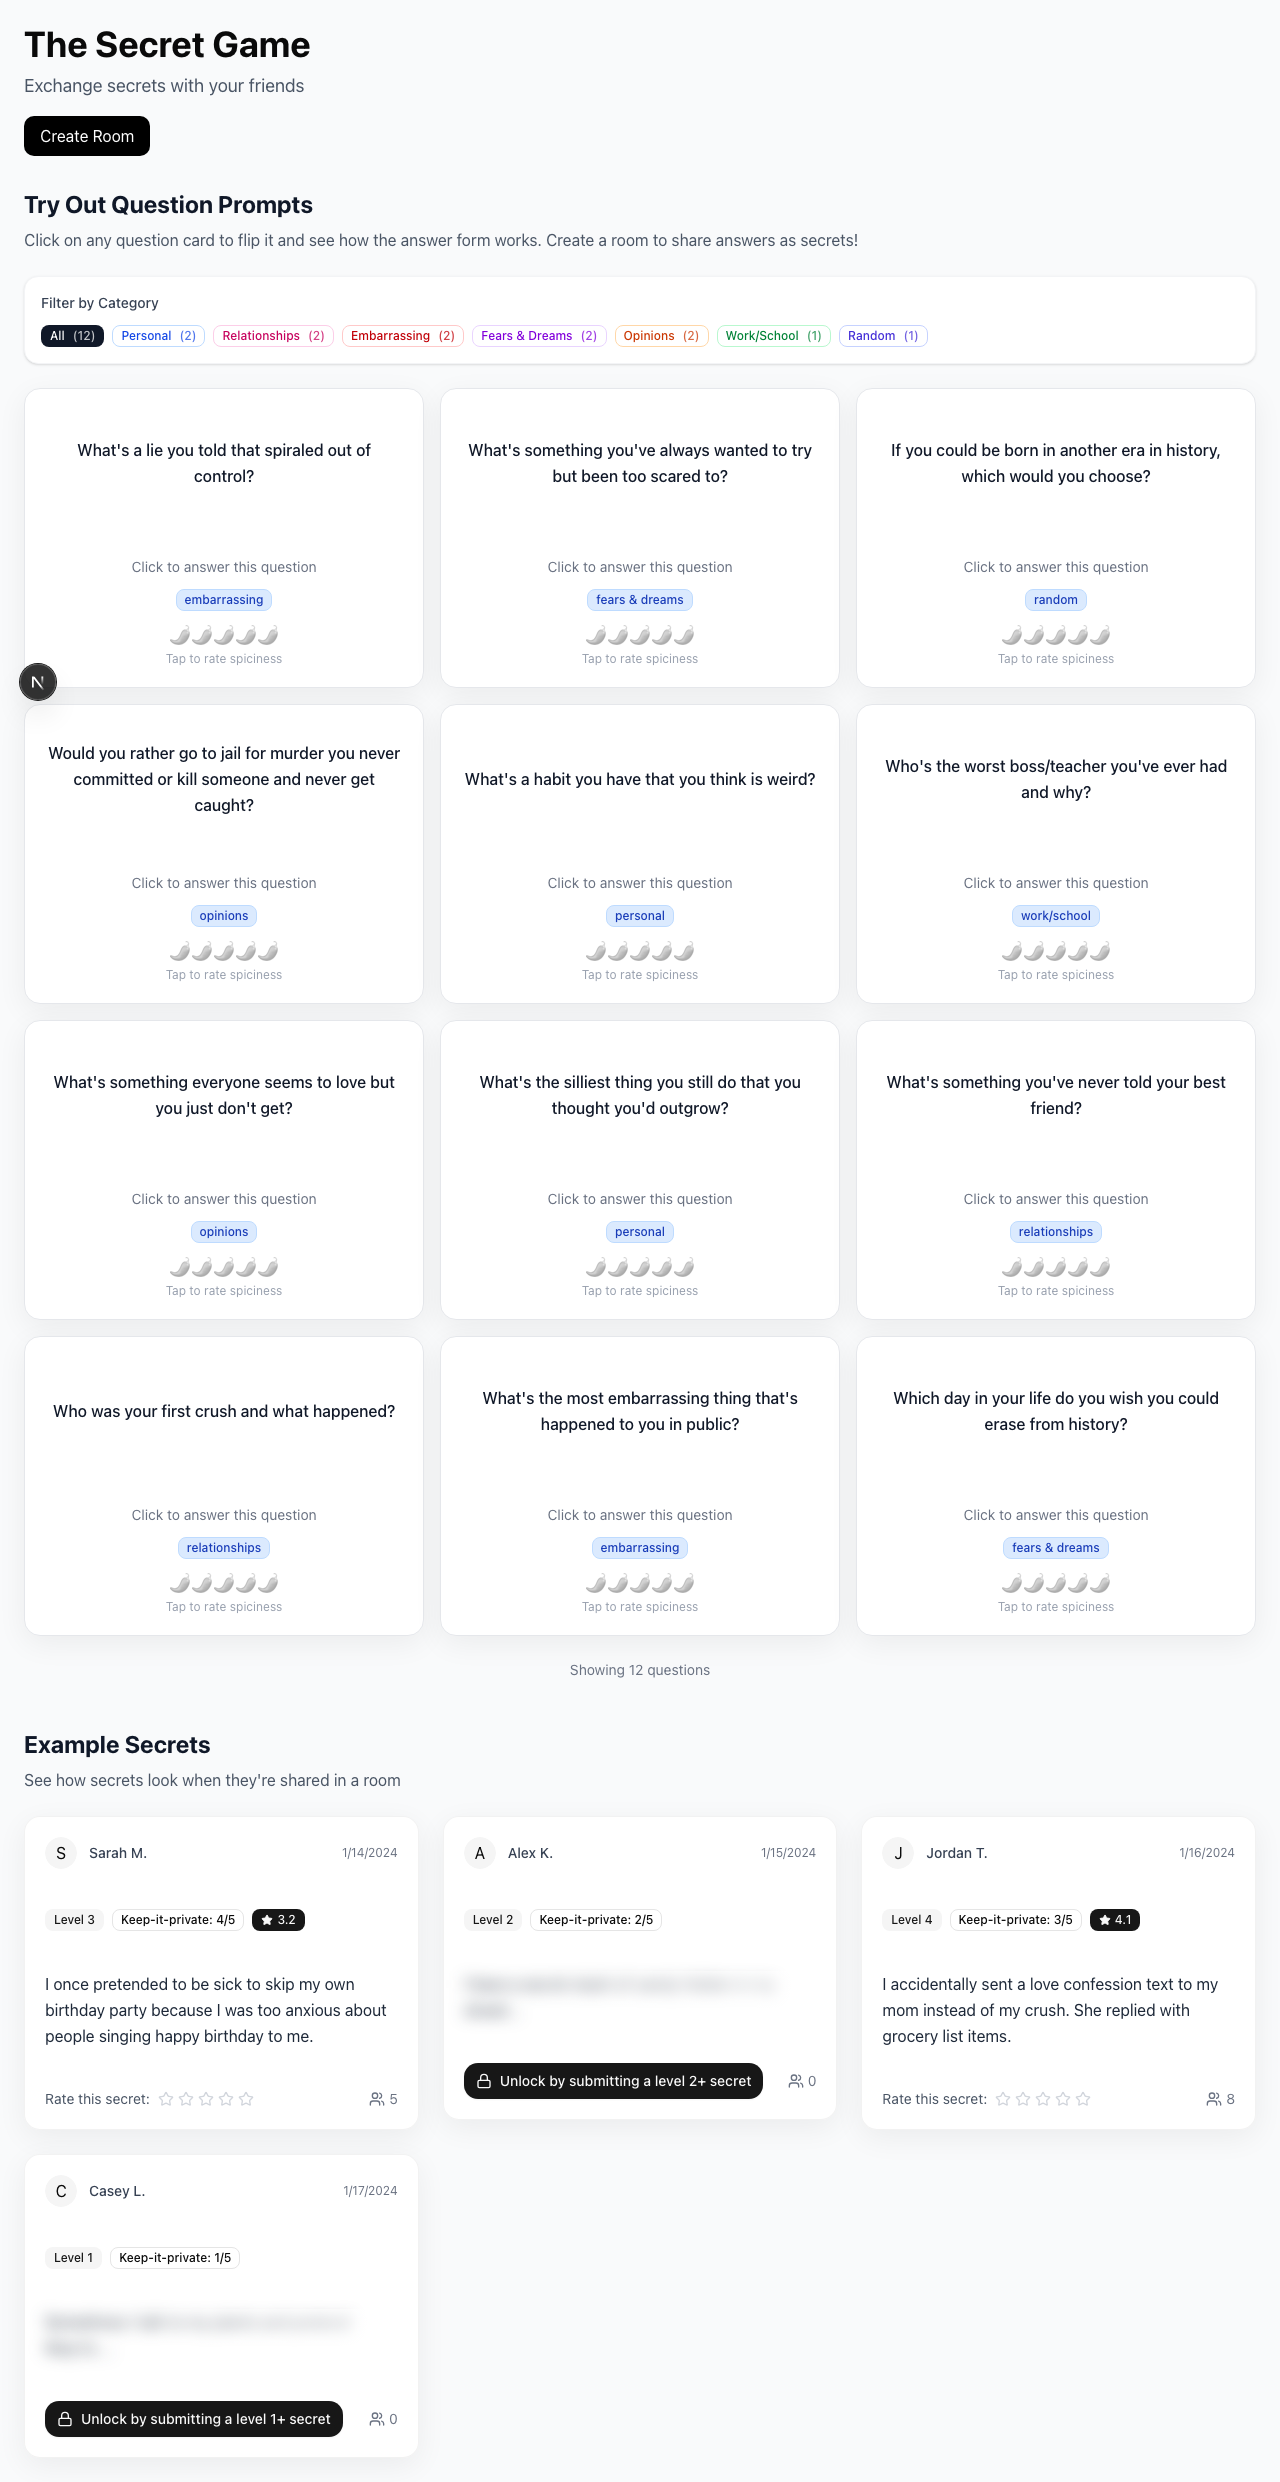 The Secret Game
Exchange secrets with your friends
Create Room
Try Out Question Prompts
Click on any question card to flip it and see how the answer form works. Create a room to share answers as secrets!
Filter by Category
All (12) Personal (2) Relationships (2) Embarrassing (2) Fears & Dreams (2) Opinions (2) Work/School (1) Random (1)
What's a lie you told that spiraled out of
control?
Click to answer this question
embarrassing
Tap to rate spiciness
What's something you've always wanted to try
but been too scared to?
Click to answer this question
fears & dreams
Tap to rate spiciness
If you could be born in another era in history,
which would you choose?
Click to answer this question
random
Tap to rate spiciness
N
Would you rather go to jail for murder you never
committed or kill someone and never get
caught?
Click to answer this question
opinions
Tap to rate spiciness
What's a habit you have that you think is weird?
Click to answer this question
personal
Tap to rate spiciness
Who's the worst boss/teacher you've ever had
and why?
Click to answer this question
work/school
Tap to rate spiciness
What's something everyone seems to love but
you just don't get?
Click to answer this question
opinions
Tap to rate spiciness
What's the silliest thing you still do that you
thought you'd outgrow?
Click to answer this question
personal
Tap to rate spiciness
What's something you've never told your best
friend?
Click to answer this question
relationships
Tap to rate spiciness
Who was your first crush and what happened?
Click to answer this question
relationships
Tap to rate spiciness
What's the most embarrassing thing that's
happened to you in public?
Click to answer this question
embarrassing
Tap to rate spiciness
Which day in your life do you wish you could
erase from history?
Click to answer this question
fears & dreams
Tap to rate spiciness
Showing 12 questions
Example Secrets
See how secrets look when they're shared in a room
S Sarah M. 1/14/2024
Level 3 Keep-it-private: 4/5 3.2
I once pretended to be sick to skip my own
birthday party because I was too anxious about
people singing happy birthday to me.
Rate this secret: 5
A Alex K. 1/15/2024
Level 2 Keep-it-private: 2/5
Unlock by submitting a level 2+ secret 0
J Jordan T. 1/16/2024
Level 4 Keep-it-private: 3/5 4.1
I accidentally sent a love confession text to my
mom instead of my crush. She replied with
grocery list items.
Rate this secret: 8
C Casey L. 1/17/2024
Level 1 Keep-it-private: 1/5
Unlock by submitting a level 1+ secret 0